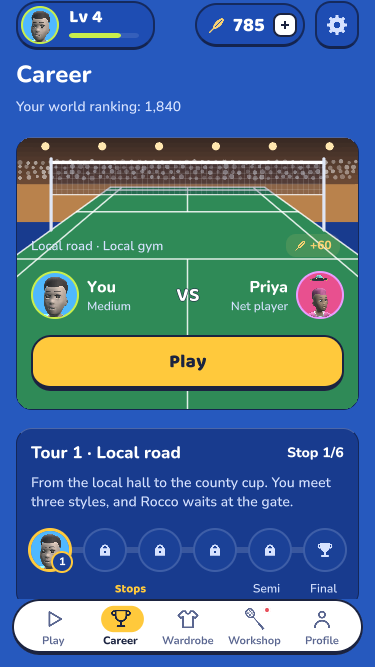 Lv 4
785
+
Career
Your world ranking: 1,840
Local road · Local gym
+60
You
Medium
VS
Priya
Net player
Play
Tour 1 · Local road
Stop 1/6
From the local hall to the county cup. You meet
three styles, and Rocco waits at the gate.
1
Stops
Semi
Final
Play
Career
Wardrobe
Workshop
Profile